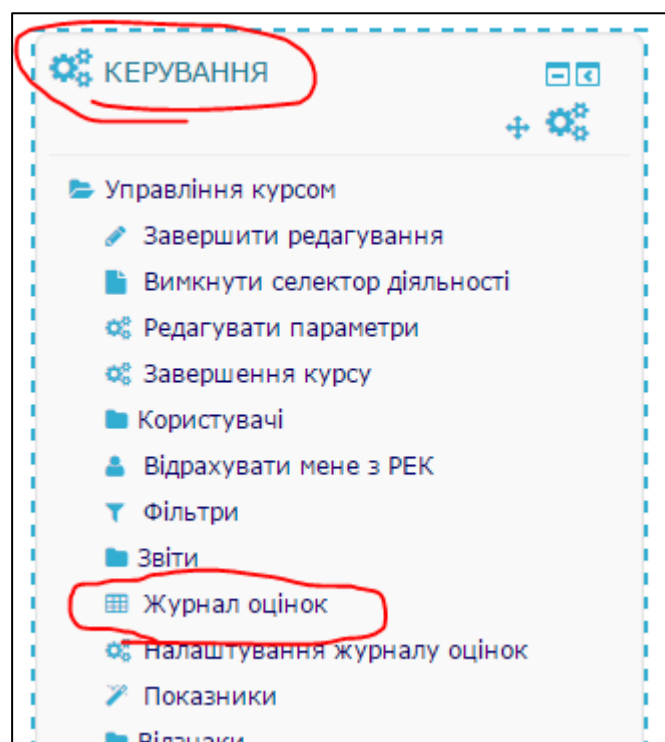 КЕРУВАННЯ
Управління курсом
Завершити редагування
Вимкнути селектор діяльності
Редагувати параметри
Завершення курсу
Користувачі
Відрахувати мене з РЕК
Фільтри
Звіти
Журнал оцінок
Налаштування журналу оцінок
Показники
Відзнаки